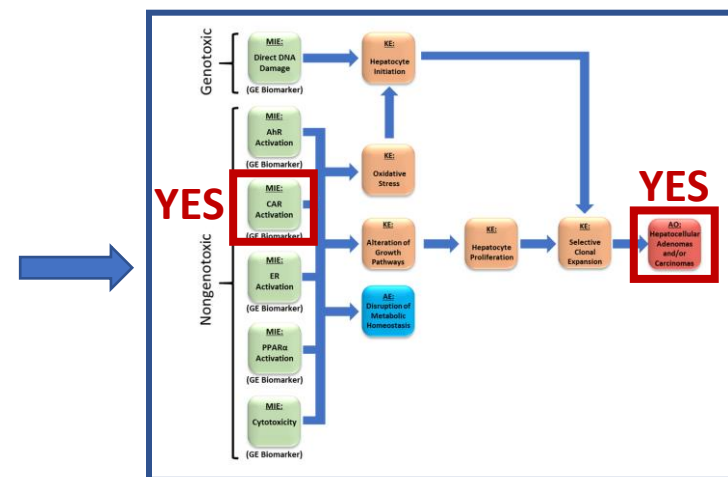 Genotoxic
MIE:
Direct DNA
Damage
(GE Biomarker)
KE:
Hepatocyte
Initiation
Nongenotoxic
MIE:
AhR
Activation
(GE Biomarker)
KE:
Oxidative
Stress
YES
MIE:
CAR
Activation
(GE Biomarker)
KE:
Alteration of
Growth
Pathways
KE:
Hepatocyte
Proliferation
KE:
Selective
Clonal
Expansion
YES
AO:
Hepatocellular
Adenomas
and/or
Carcinomas
MIE:
ER
Activation
(GE Biomarker)
AE:
Disruption of
Metabolic
Homeostasis
MIE:
PPARα
Activation
(GE Biomarker)
MIE:
Cytotoxicity
(GE Biomarker)